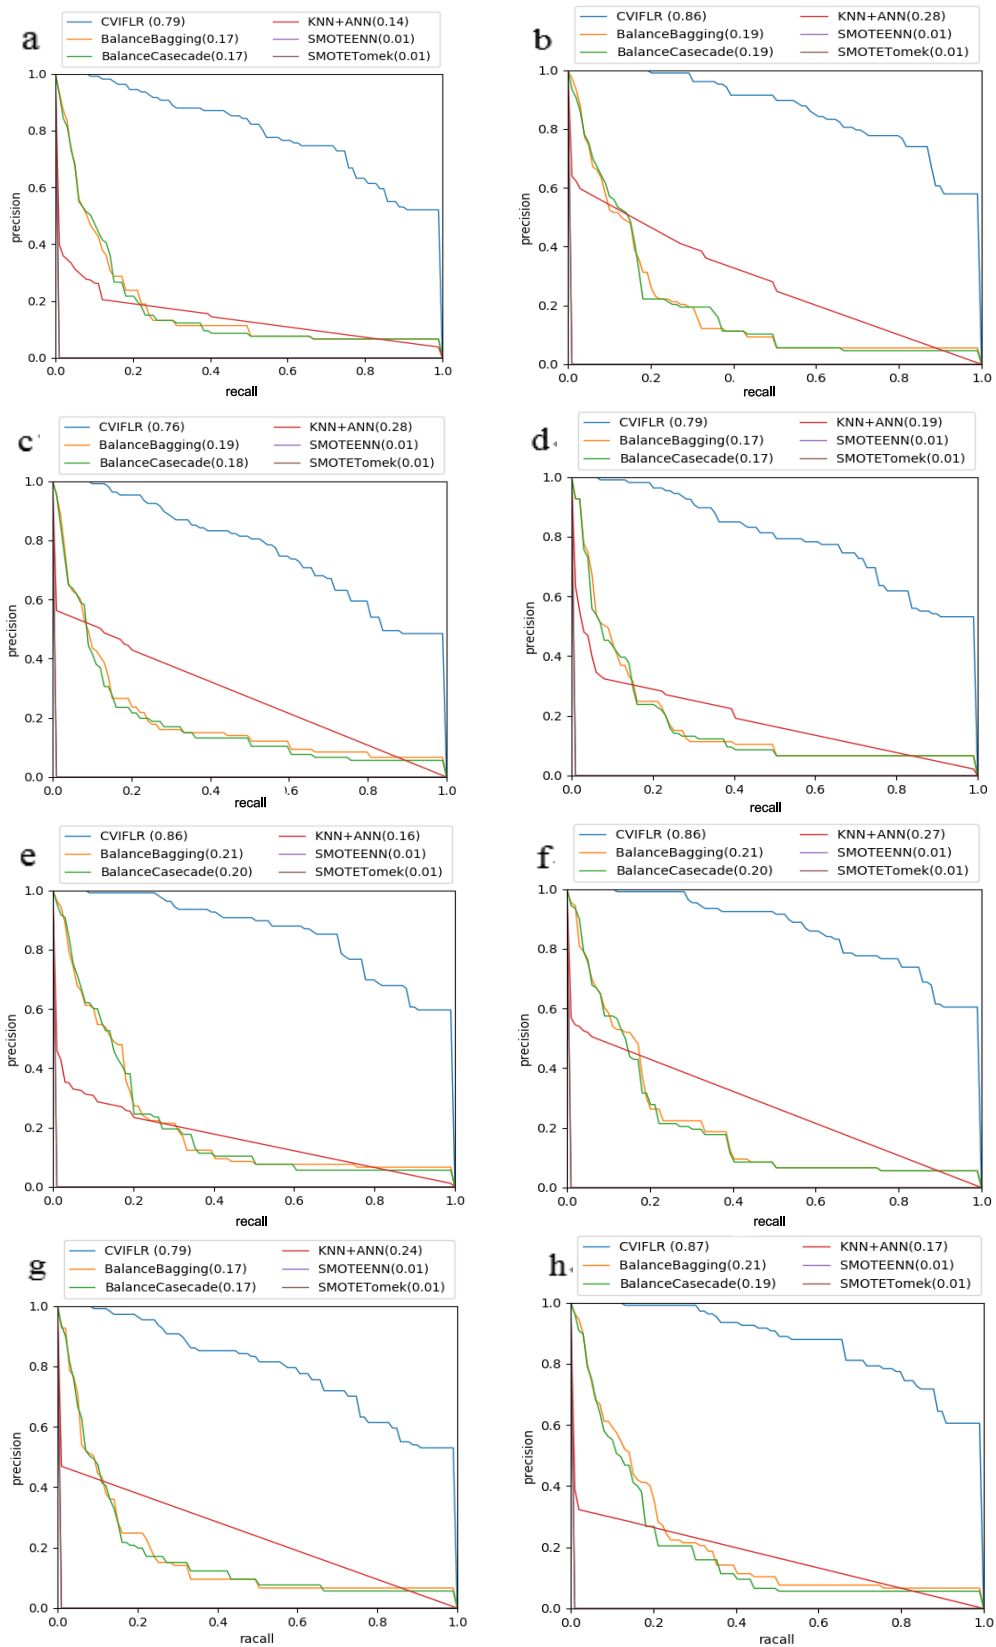 a
CVIFLR (0.79) KNN+ANN(0.14)
BalanceBagging(0.17) SMOTEENN(0.01)
BalanceCasecade(0.17) SMOTETomek(0.01)
1.0
0.8
0.6
0.4
0.2
0.0
precision
0.0 0.2 0.4 0.6 0.8 1.0
recall
b
CVIFLR (0.86) KNN+ANN(0.28)
BalanceBagging(0.19) SMOTEENN(0.01)
BalanceCasecade(0.19) SMOTETomek(0.01)
1.0
0.8
0.6
0.4
0.2
0.0
precision
0.0 0.2 0.4 0.6 0.8 1.0
recall
c
CVIFLR (0.76) KNN+ANN(0.28)
BalanceBagging(0.19) SMOTEENN(0.01)
BalanceCasecade(0.18) SMOTETomek(0.01)
1.0
0.8
0.6
0.4
0.2
0.0
precision
0.0 0.2 0.4 0.6 0.8 1.0
recall
d
CVIFLR (0.79) KNN+ANN(0.19)
BalanceBagging(0.17) SMOTEENN(0.01)
BalanceCasecade(0.17) SMOTETomek(0.01)
1.0
0.8
0.6
0.4
0.2
0.0
precision
0.0 0.2 0.4 0.6 0.8 1.0
recall
e
CVIFLR (0.86) KNN+ANN(0.16)
BalanceBagging(0.21) SMOTEENN(0.01)
BalanceCasecade(0.20) SMOTETomek(0.01)
1.0
0.8
0.6
0.4
0.2
0.0
precision
0.0 0.2 0.4 0.6 0.8 1.0
recall
f
CVIFLR (0.86) KNN+ANN(0.27)
BalanceBagging(0.21) SMOTEENN(0.01)
BalanceCasecade(0.20) SMOTETomek(0.01)
1.0
0.8
0.6
0.4
0.2
0.0
precision
0.0 0.2 0.4 0.6 0.8 1.0
recall
g
CVIFLR (0.79) KNN+ANN(0.24)
BalanceBagging(0.17) SMOTEENN(0.01)
BalanceCasecade(0.17) SMOTETomek(0.01)
1.0
0.8
0.6
0.4
0.2
0.0
precision
0.0 0.2 0.4 0.6 0.8 1.0
racall
h
CVIFLR (0.87) KNN+ANN(0.17)
BalanceBagging(0.21) SMOTEENN(0.01)
BalanceCasecade(0.19) SMOTETomek(0.01)
1.0
0.8
0.6
0.4
0.2
0.0
precision
0.0 0.2 0.4 0.6 0.8 1.0
racall